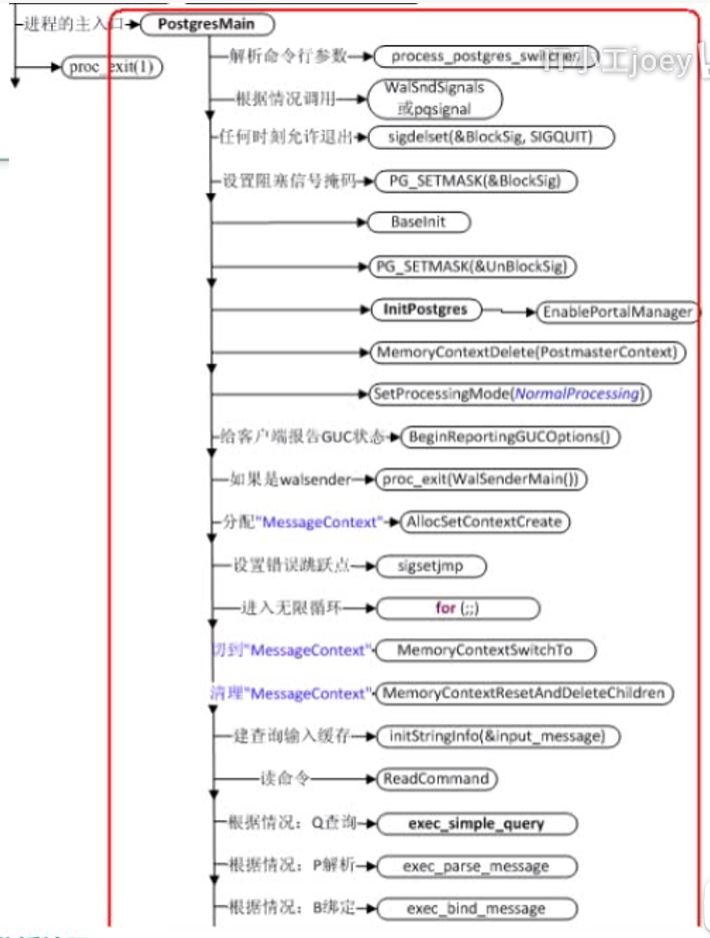 进程的主入口 PostgresMain
proc_exit(1)
解析命令行参数 process_postgres_switches
IT小工joey
根据情况调用 WalSndSignals
或pqsignal
任何时刻允许退出 sigdelset(&BlockSig, SIGQUIT)
设置阻塞信号掩码 PG_SETMASK(&BlockSig)
BaseInit
PG_SETMASK(&UnBlockSig)
InitPostgres EnablePortalManager
MemoryContextDelete(PostmasterContext)
SetProcessingMode(NormalProcessing)
给客户端报告GUC状态 BeginReportingGUCOptions()
如果是walsender proc_exit(WalSenderMain())
分配"MessageContext" AllocSetContextCreate
设置错误跳跃点 sigsetjmp
进入无限循环 for (;;)
切到"MessageContext" MemoryContextSwitchTo
清理"MessageContext" MemoryContextResetAndDeleteChildren
建查询输入缓存 initStringInfo(&input_message)
读命令 ReadCommand
根据情况：Q查询 exec_simple_query
根据情况：P解析 exec_parse_message
根据情况：B绑定 exec_bind_message